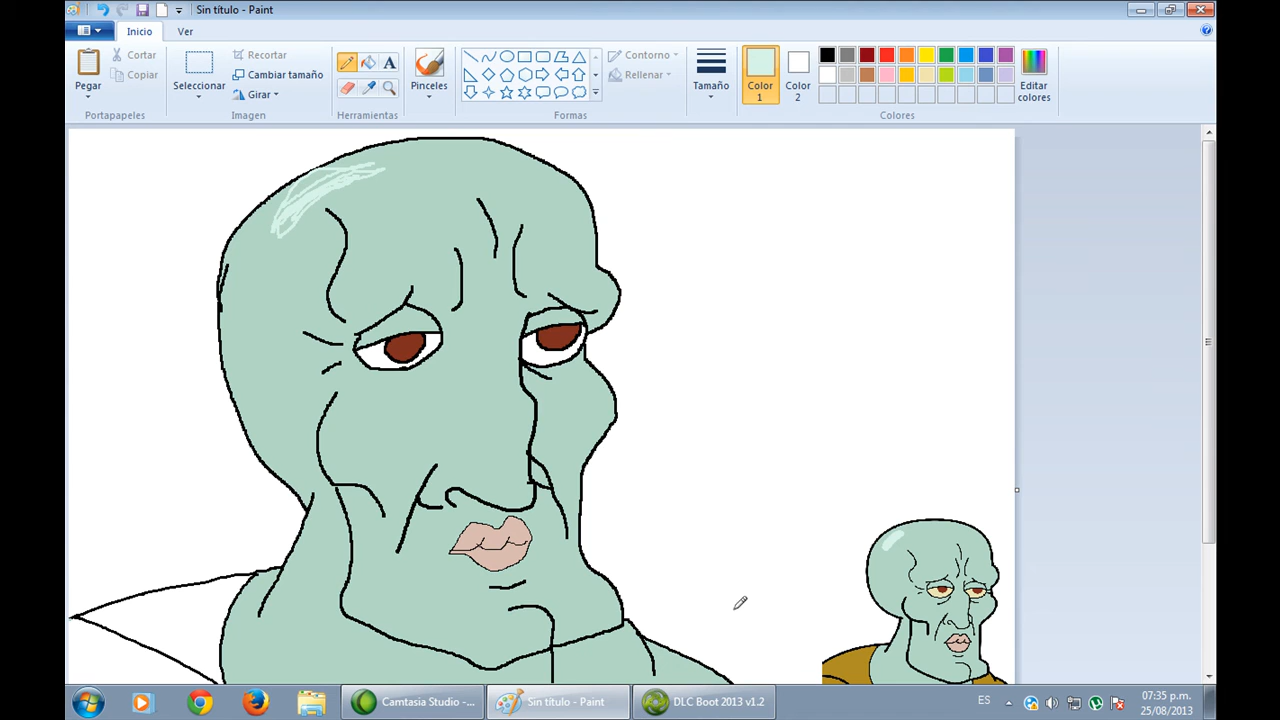 Sin título - Paint
Inicio Ver
Pegar
Cortar
Copiar
Portapapeles
Seleccionar
Recortar
Cambiar tamaño
Girar
Imagen
A
Herramientas
Pinceles
Contorno
Rellenar
Formas
Tamaño
Color 1
Color 2
Editar colores
Colores
Camtasia Studio -...
Sin título - Paint
DLC Boot 2013 v1.2
ES
07:35 p.m.
25/08/2013